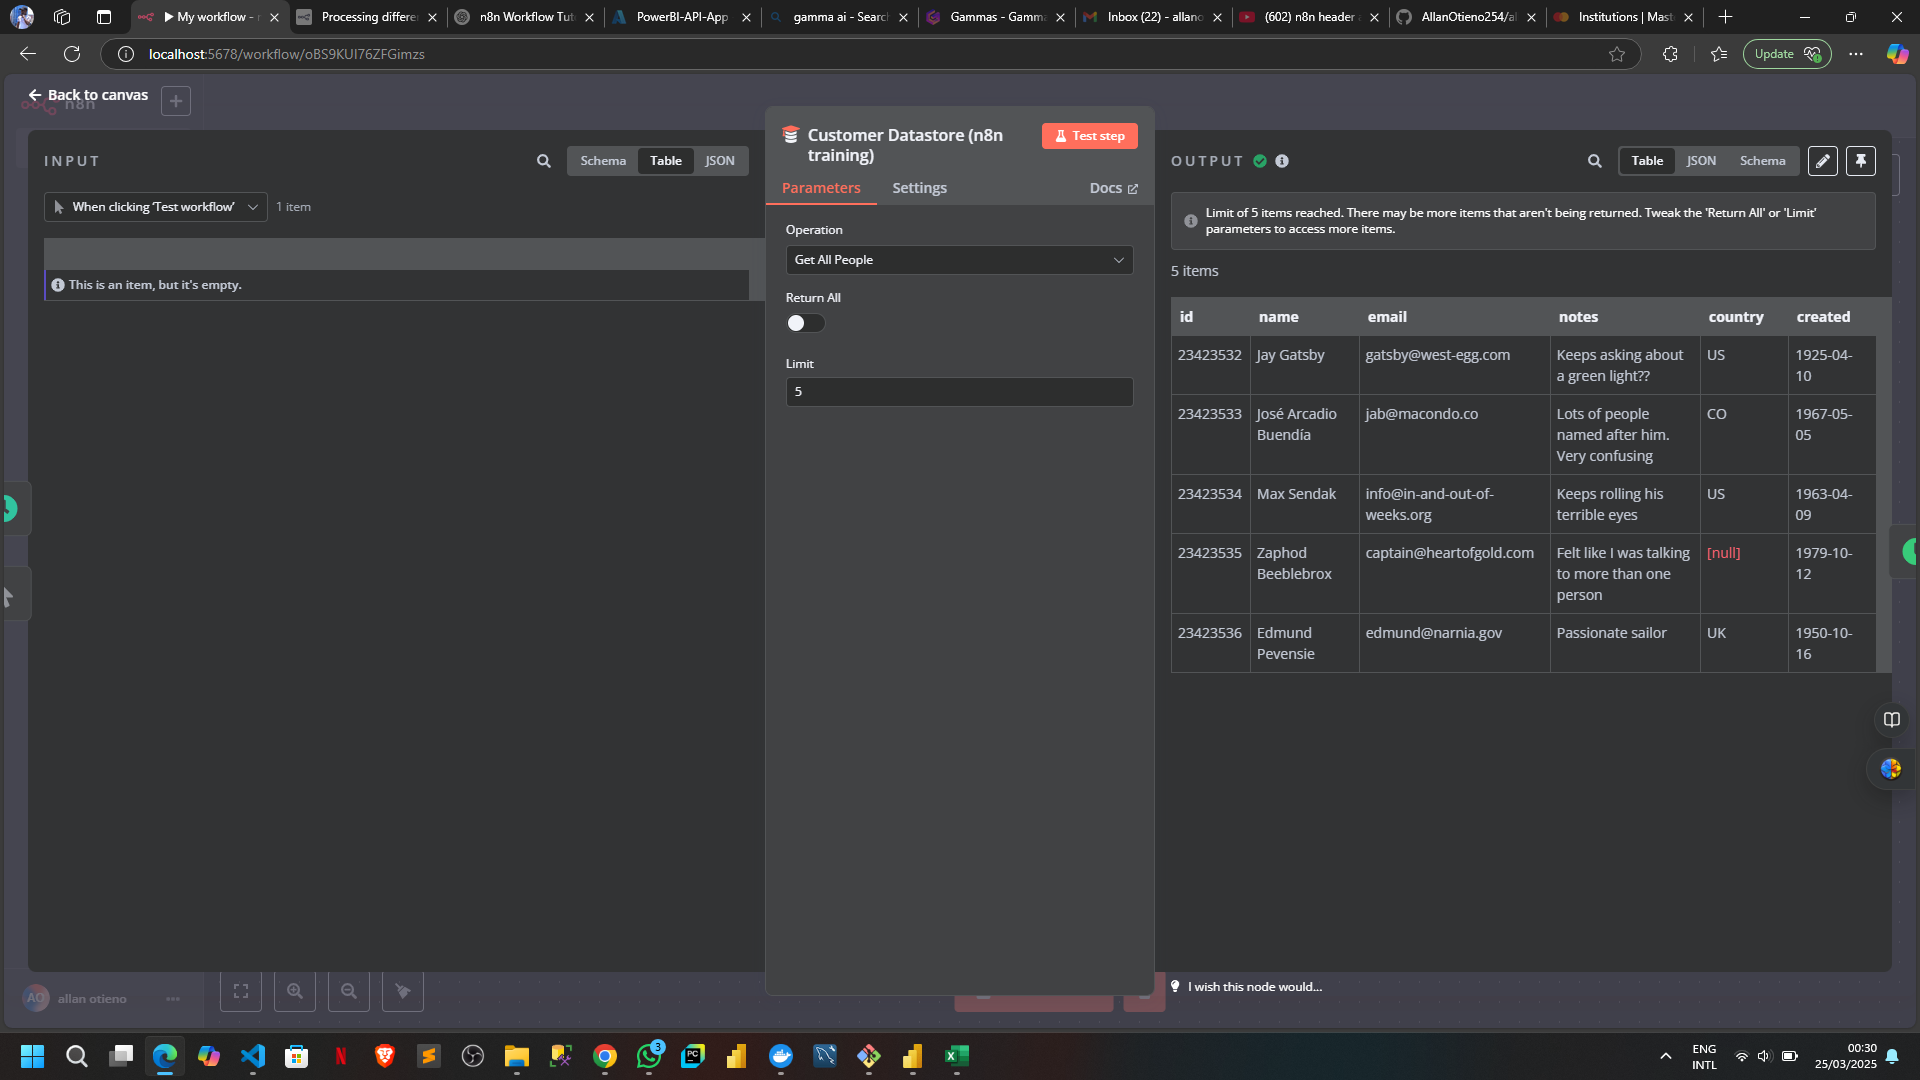 My workflow -
Processing differe
n8n Workflow Tut
PowerBI-API-App
gamma ai - Search
Gammas - Gamma
Inbox (22) - allano
(602) n8n header a
AllanOtieno254/al
Institutions | Mast
localhost:5678/workflow/oBS9KUI76ZFGimzs
Update
Back to canvas
n8n
INPUT
Schema
Table
JSON
When clicking ‘Test workflow’
1 item
This is an item, but it's empty.
Customer Datastore (n8n
training)
Test step
Parameters
Settings
Docs
Operation
Get All People
Return All
Limit
5
OUTPUT
Table
JSON
Schema
Limit of 5 items reached. There may be more items that aren't being returned. Tweak the 'Return All' or 'Limit'
parameters to access more items.
5 items
id name email notes country created
23423532 Jay Gatsby gatsby@west-egg.com Keeps asking about US 1925-04-
a green light?? 10
23423533 José Arcadio jab@macondo.co Lots of people CO 1967-05-
Buendía named after him. 05
Very confusing
23423534 Max Sendak info@in-and-out-of- Keeps rolling his US 1963-04-
weeks.org terrible eyes 09
23423535 Zaphod captain@heartofgold.com Felt like I was talking [null] 1979-10-
Beeblebrox to more than one 12
person
23423536 Edmund edmund@narnia.gov Passionate sailor UK 1950-10-
Pevensie 16
AO
allan otieno
I wish this node would...
3
PC
ENG
INTL
00:30
25/03/2025